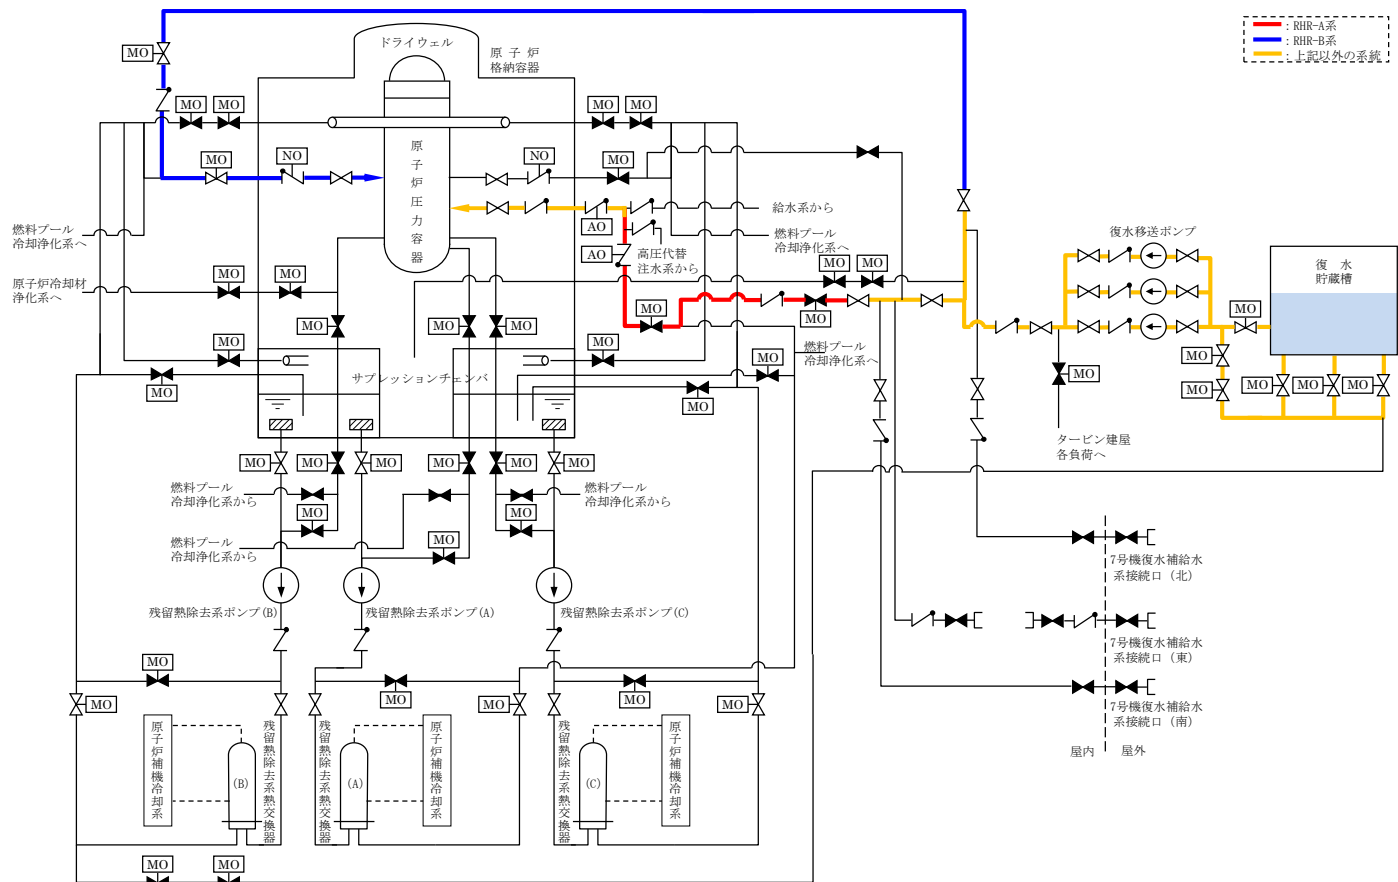 : RHR-A系
: RHR-B系
: 上記以外の系統
ドライウェル
原 子 炉
格納容器
MO
MO
MO
MO
MO
MO
NO
NO
MO
原子炉圧力容器
燃料プール
冷却浄化系へ
原子炉冷却材
浄化系へ
MO
MO
AO
AO
給水系から
燃料プール
冷却浄化系へ
高圧代替
注水系から
MO
MO
MO
MO
復水移送ポンプ
復 水
貯蔵槽
MO
MO
MO
MO
MO
MO
MO
MO
MO
MO
MO
MO
燃料プール
冷却浄化系へ
MO
MO
MO
MO
サプレッションチェンバ
タービン建屋
各負荷へ
MO
MO
MO
MO
MO
MO
燃料プール
冷却浄化系から
燃料プール
冷却浄化系から
MO
MO
MO
燃料プール
冷却浄化系から
残留熱除去系ポンプ(B)
残留熱除去系ポンプ(A)
残留熱除去系ポンプ(C)
7号機復水補給水
系接続口（北）
7号機復水補給水
系接続口（東）
7号機復水補給水
系接続口（南）
屋内
屋外
MO
MO
MO
MO
MO
MO
原子炉補機冷却系
(B)
残留熱除去系熱交換器
残留熱除去系熱交換器
(A)
原子炉補機冷却系
残留熱除去系熱交換器
(C)
原子炉補機冷却系
MO
MO